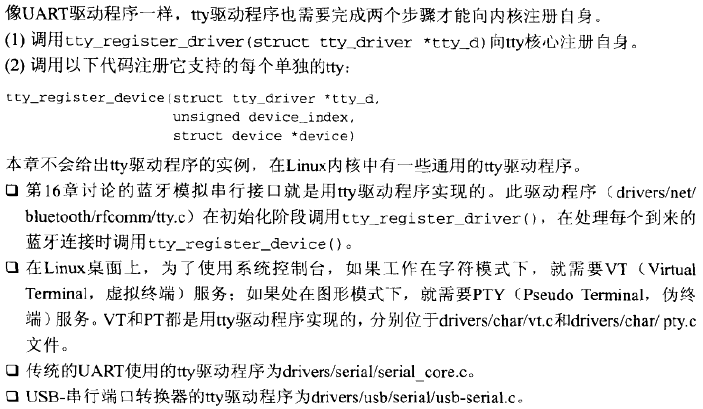 像UART驱动程序一样，tty驱动程序也需要完成两个步骤才能向内核注册自身。
(1) 调用tty_register_driver(struct tty_driver *tty_d)向tty核心注册自身。
(2) 调用以下代码注册它支持的每个单独的tty：
tty_register_device(struct tty_driver *tty_d,
unsigned device_index,
struct device *device)
本章不会给出tty驱动程序的实例，在Linux内核中有一些通用的tty驱动程序。
❑ 第16章讨论的蓝牙模拟串行接口就是用tty驱动程序实现的。此驱动程序（drivers/net/
bluetooth/rfcomm/tty.c）在初始化阶段调用tty_register_driver()，在处理每个到来的
蓝牙连接时调用tty_register_device()。
❑ 在Linux桌面上，为了使用系统控制台，如果工作在字符模式下，就需要VT（Virtual
Terminal，虚拟终端）服务；如果处在图形模式下，就需要PTY（Pseudo Terminal，伪终
端）服务。VT和PT都是用tty驱动程序实现的，分别位于drivers/char/vt.c和drivers/char/ pty.c
文件。
❑ 传统的UART使用的tty驱动程序为drivers/serial/serial_core.c。
❑ USB-串行端口转换器的tty驱动程序为drivers/usb/serial/usb-serial.c。